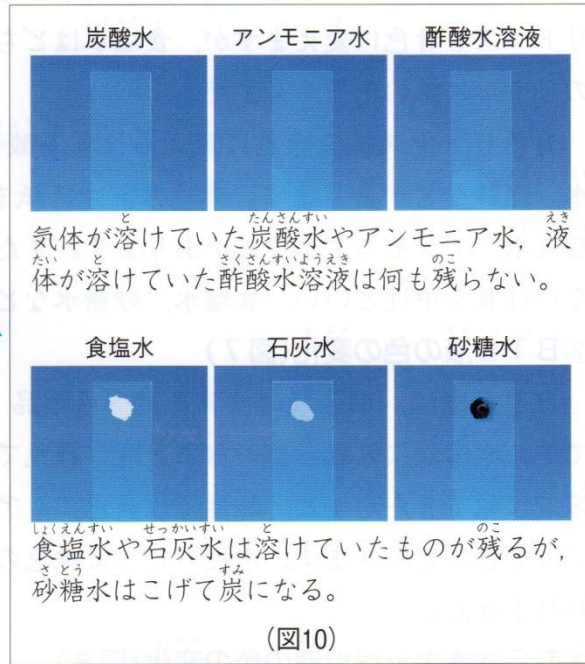 炭酸水 アンモニア水 酢酸水溶液
気体が溶けていた炭酸水やアンモニア水，液
体が溶けていた酢酸水溶液は何も残らない。
食塩水 石灰水 砂糖水
食塩水や石灰水は溶けていたものが残るが，
砂糖水はこげて炭になる。
(図10)